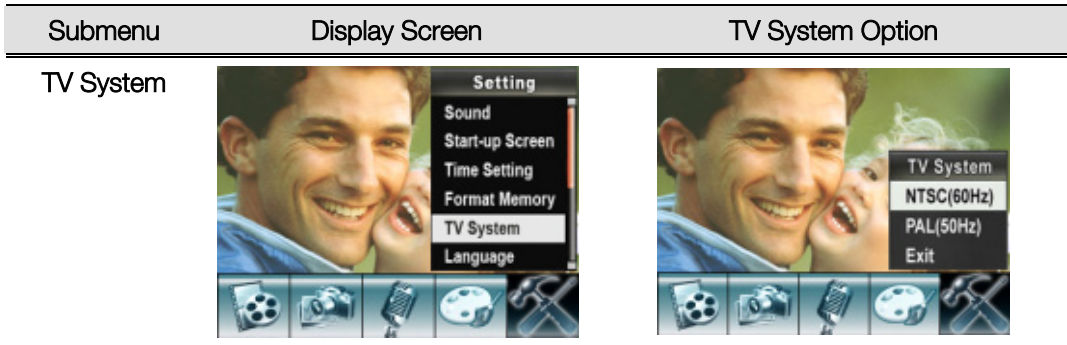 Submenu Display Screen TV System Option
TV System
Setting
Sound
Start-up Screen
Time Setting
Format Memory
TV System
Language
TV System
NTSC(60Hz)
PAL(50Hz)
Exit